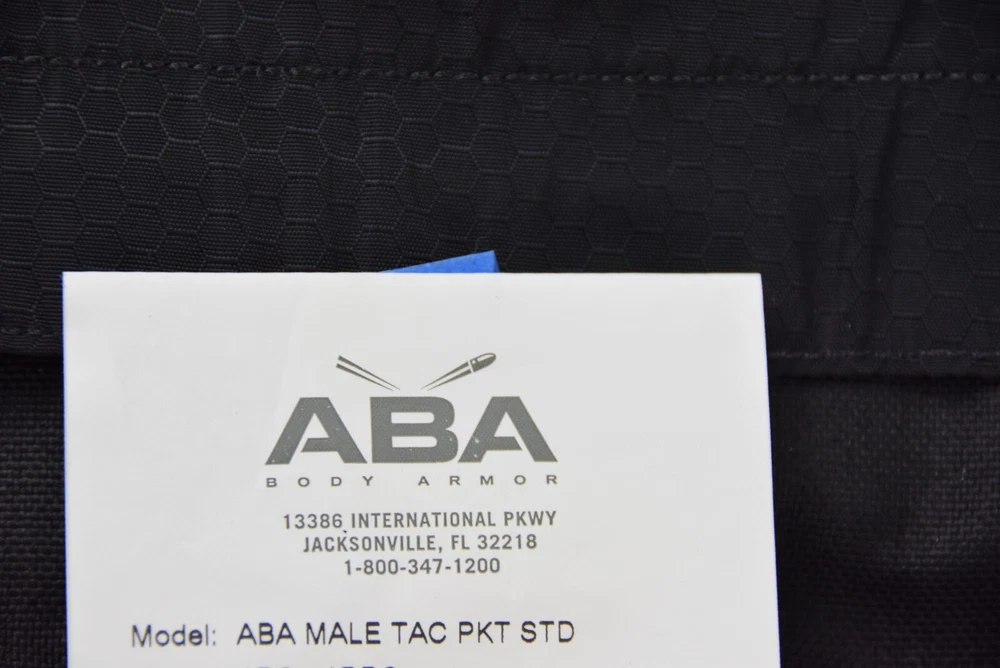 ABA
BODY ARMOR
13386 INTERNATIONAL PKWY
JACKSONVILLE, FL 32218
1-800-347-1200
Model: ABA MALE TAC PKT STD